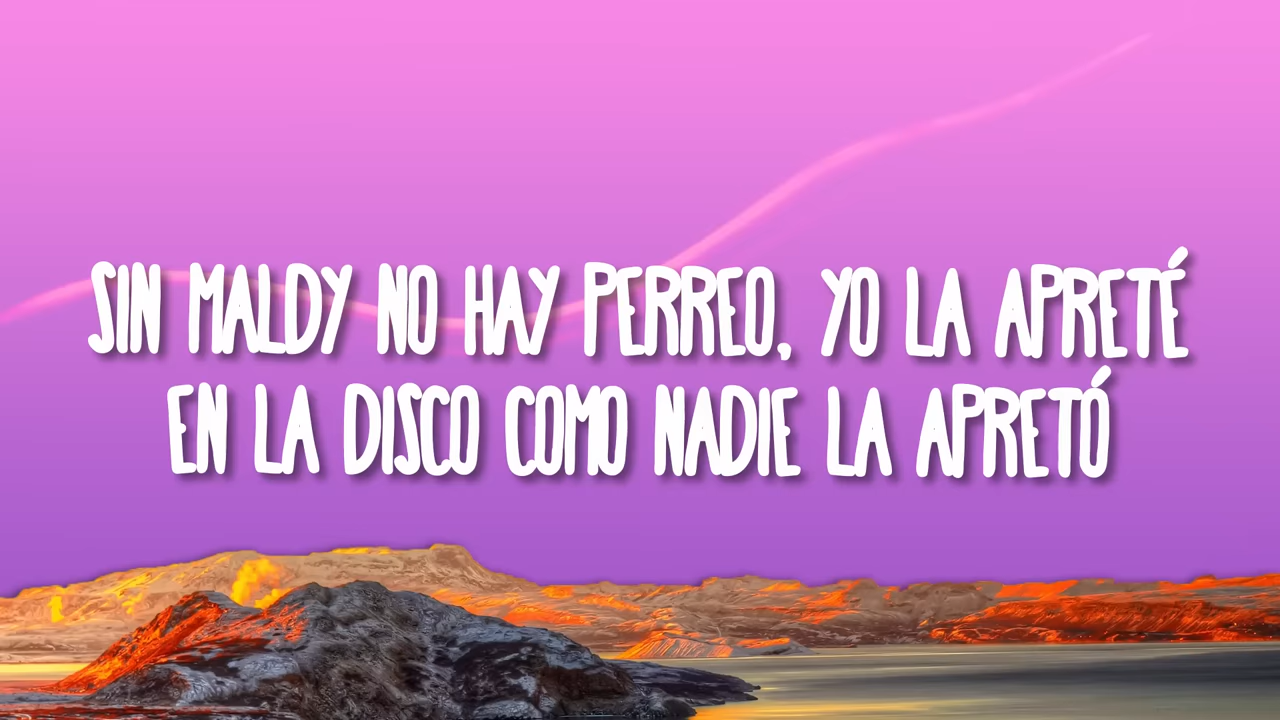 SIN MALDY NO HAY PERREO, YO LA APRETÉ
EN LA DISCO COMO NADIE LA APRETÓ